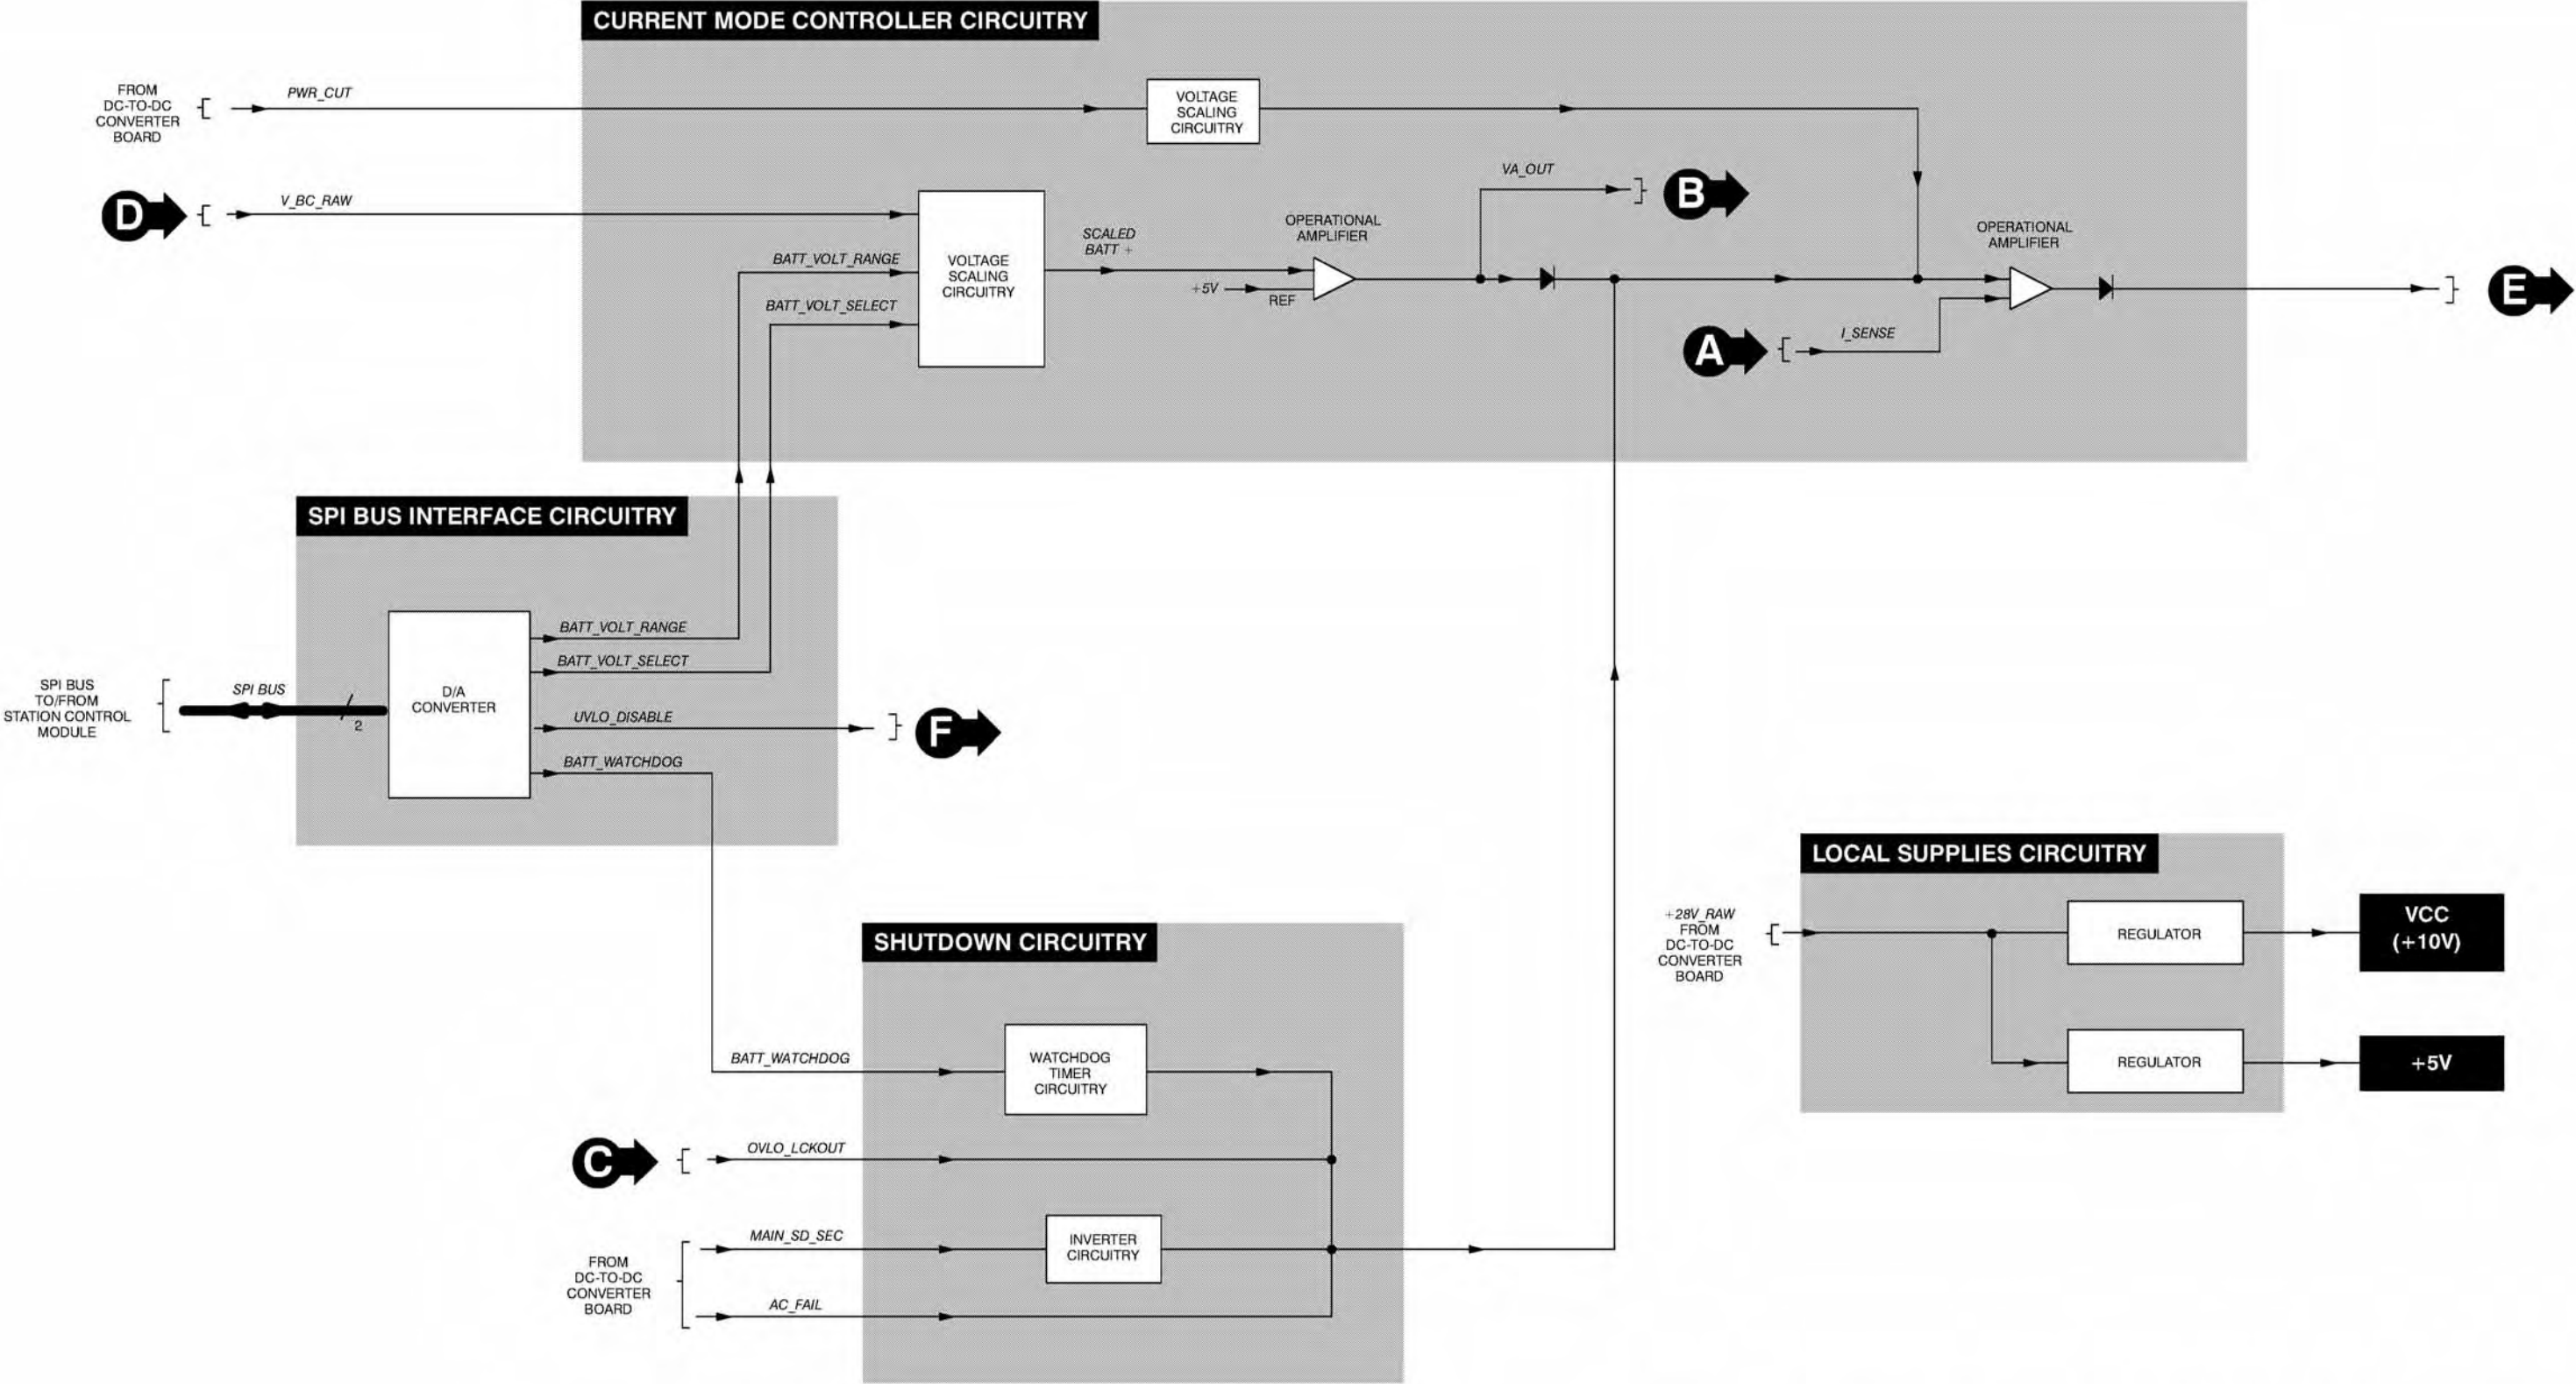 CURRENT MODE CONTROLLER CIRCUITRY
FROM
DC-TO-DC
CONVERTER
BOARD
PWR_CUT
VOLTAGE
SCALING
CIRCUITRY
D
V_BC_RAW
BATT_VOLT_RANGE
BATT_VOLT_SELECT
VOLTAGE
SCALING
CIRCUITRY
SCALED
BATT +
+5V
REF
OPERATIONAL
AMPLIFIER
VA_OUT
B
OPERATIONAL
AMPLIFIER
A
I_SENSE
E
SPI BUS INTERFACE CIRCUITRY
SPI BUS
TO/FROM
STATION CONTROL
MODULE
SPI BUS
2
D/A
CONVERTER
BATT_VOLT_RANGE
BATT_VOLT_SELECT
UVLO_DISABLE
BATT_WATCHDOG
F
SHUTDOWN CIRCUITRY
BATT_WATCHDOG
WATCHDOG
TIMER
CIRCUITRY
C
OVLO_LCKOUT
FROM
DC-TO-DC
CONVERTER
BOARD
MAIN_SD_SEC
INVERTER
CIRCUITRY
AC_FAIL
LOCAL SUPPLIES CIRCUITRY
+28V_RAW
FROM
DC-TO-DC
CONVERTER
BOARD
REGULATOR
VCC
(+10V)
REGULATOR
+5V